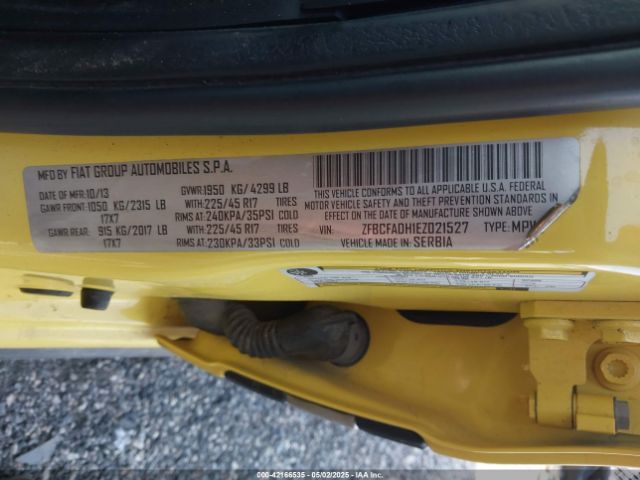 MFD BY FIAT GROUP AUTOMOBILES S.P.A.
DATE OF MFR:10/13 GVWR:1950 KG/4299 LB
GAWR FRONT:1050 KG/2315 LB WITH:225/45 R17 TIRES
17X7 RIMS AT:240KPA/35PSI COLD
GAWR REAR: 915 KG/2017 LB WITH:225/45 R17 TIRES
17X7 RIMS AT:230KPA/33PSI COLD
THIS VEHICLE CONFORMS TO ALL APPLICABLE U.S.A. FEDERAL
MOTOR VEHICLE SAFETY, BUMPER, AND THEFT PREVENTION STANDARDS
IN EFFECT ON THE DATE OF MANUFACTURE SHOWN ABOVE.
VIN: ZFBCFADH1EZ021527 TYPE: MPV
VEHICLE MADE IN: SERBIA
000-42166535 - 05/02/2025 - IAA.COM